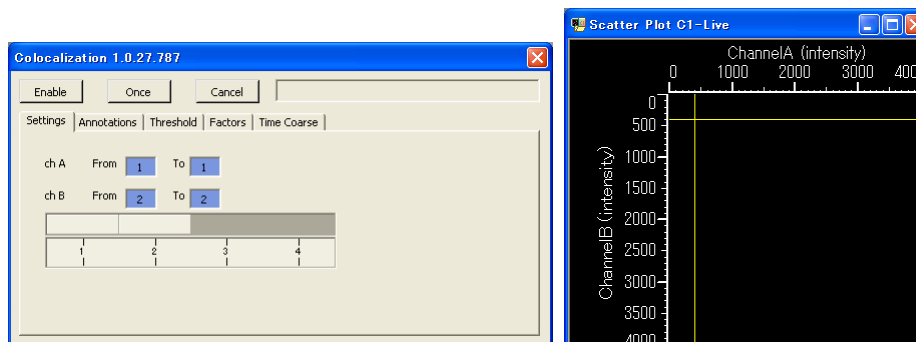 Colocalization 1.0.27.787
Enable Once Cancel
Settings Annotations Threshold Factors Time Coarse
ch A From 1 To 1
ch B From 2 To 2
1 2 3 4
Scatter Plot C1-Live
ChannelA (intensity)
0 1000 2000 3000 400
ChannelB (intensity)
0
500
1000
1500
2000
2500
3000
3500
4000